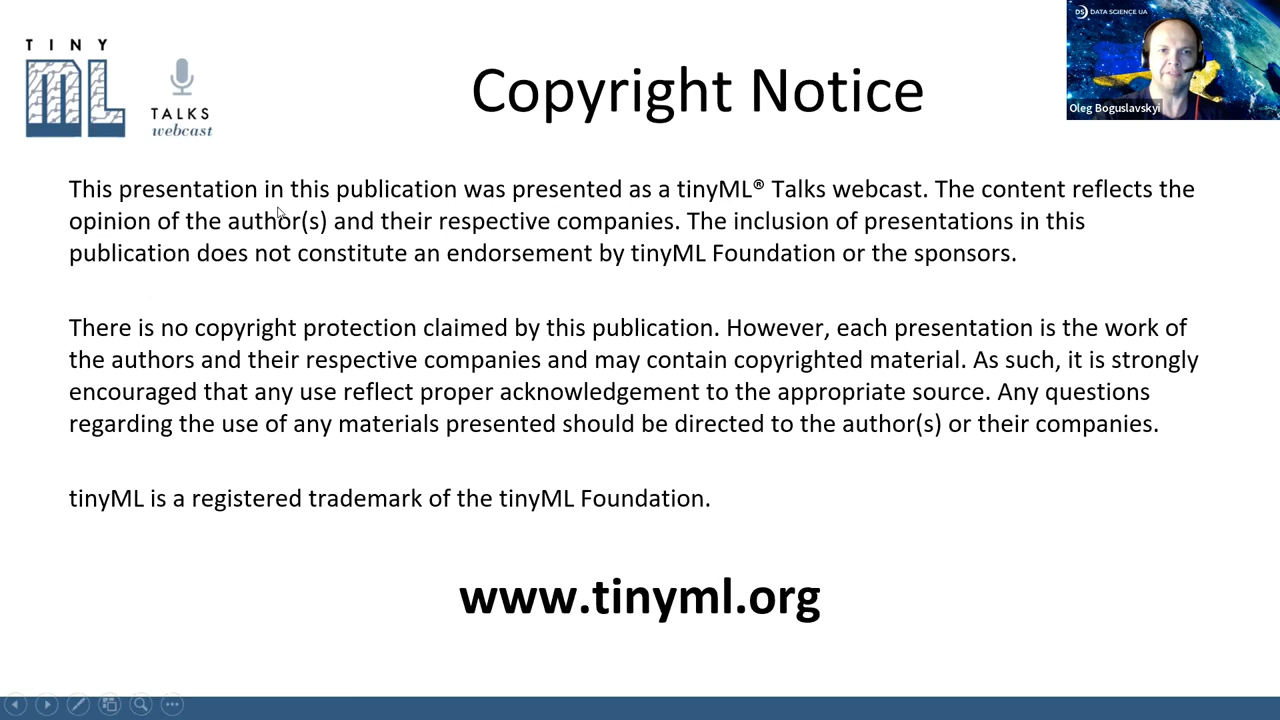 TINY
ML
TALKS
webcast
Copyright Notice
DS DATA SCIENCE UA
Oleg Boguslavskyi
This presentation in this publication was presented as a tinyML® Talks webcast. The content reflects the
opinion of the author(s) and their respective companies. The inclusion of presentations in this
publication does not constitute an endorsement by tinyML Foundation or the sponsors.
There is no copyright protection claimed by this publication. However, each presentation is the work of
the authors and their respective companies and may contain copyrighted material. As such, it is strongly
encouraged that any use reflect proper acknowledgement to the appropriate source. Any questions
regarding the use of any materials presented should be directed to the author(s) or their companies.
tinyML is a registered trademark of the tinyML Foundation.
www.tinyml.org